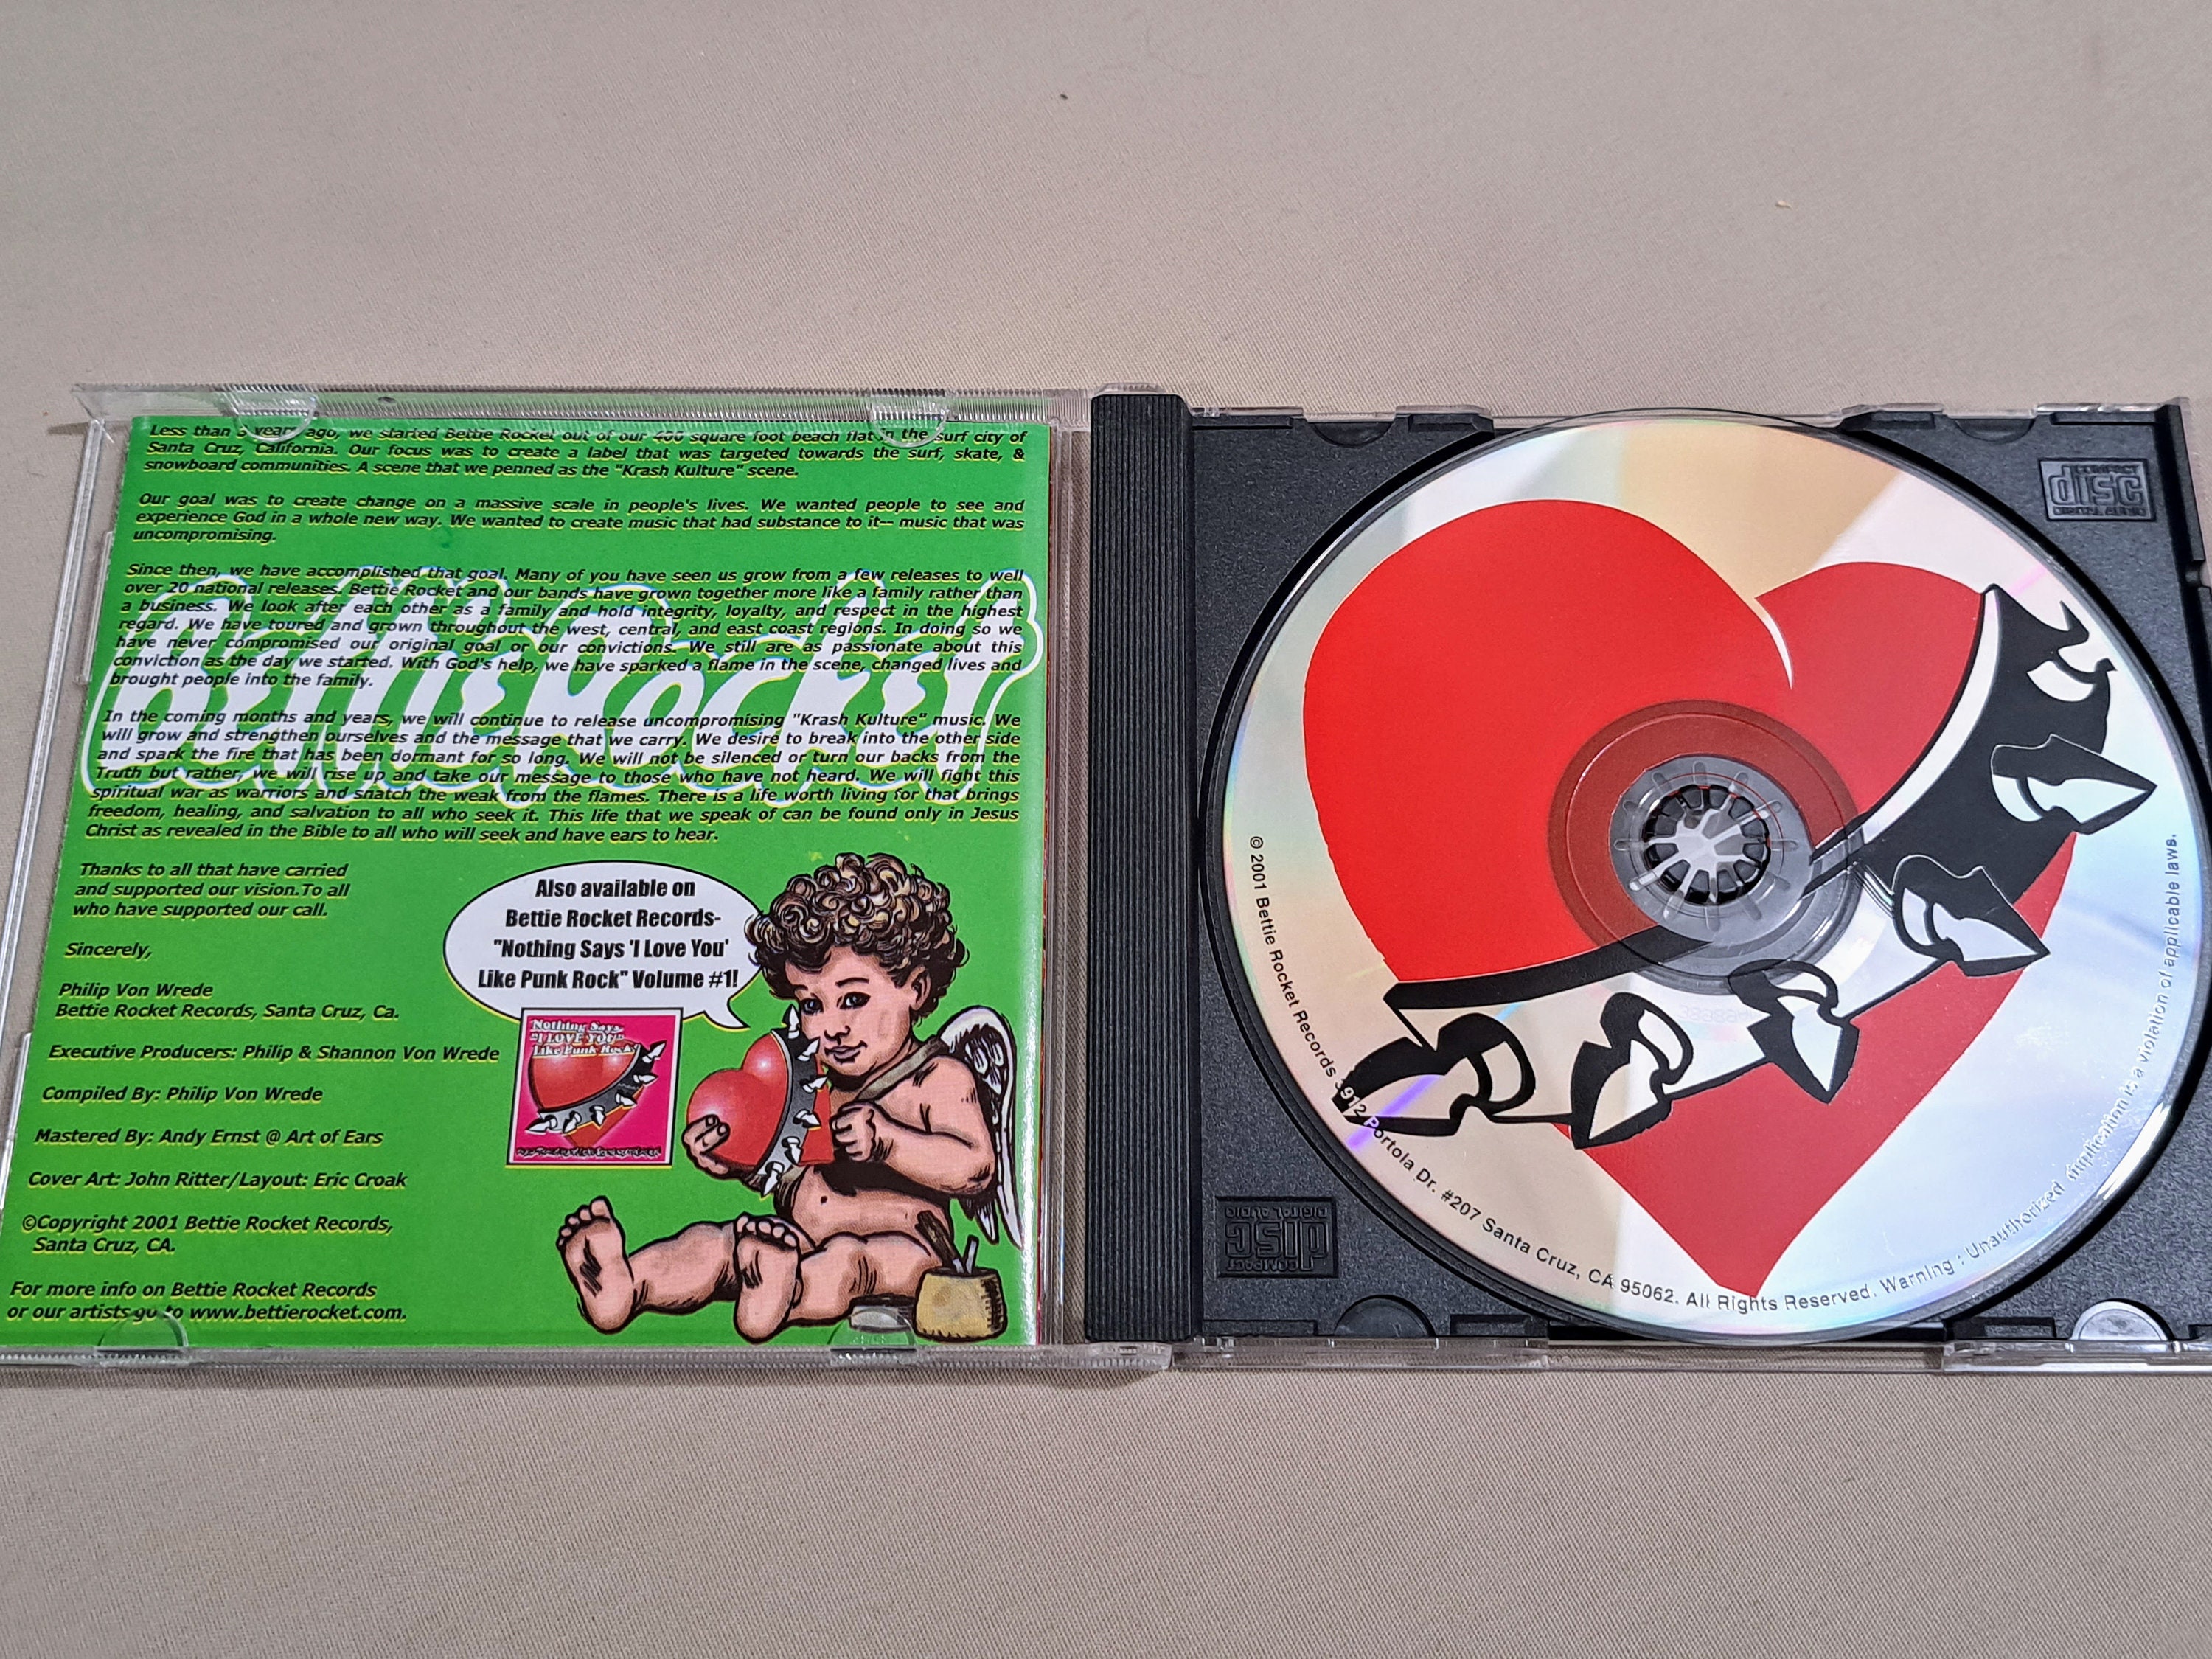 Less than 3 years ago, we started Bettie Rocket out of our 400 square foot beach flat in the surf city of
Santa Cruz, California. Our focus was to create a label that was targeted towards the surf, skate, &
snowboard communities. A scene that we penned as the "Krash Kulture" scene.
Our goal was to create change on a massive scale in people's lives. We wanted people to see and
experience God in a whole new way. We wanted to create music that had substance to it-- music that was
uncompromising.
Since then, we have accomplished that goal. Many of you have seen us grow from a few releases to well
over 20 national releases. Bettie Rocket and our bands have grown together more like a family rather than
a business. We look after each other as a family and hold integrity, loyalty, and respect in the highest
regard. We have toured and grown throughout the west, central, and east coast regions. In doing so we
have never compromised our original goal or our convictions. We still are as passionate about this
conviction as the day we started. With God's help, we have sparked a flame in the scene, changed lives and
brought people into the family.
Bettie Rocket
In the coming months and years, we will continue to release uncompromising "Krash Kulture" music. We
will grow and strengthen ourselves and the message that we carry. We desire to break into the other side
and spark the fire that has been dormant for so long. We will not be silenced or turn our backs from the
Truth but rather, we will rise up and take our message to those who have not heard. We will fight this
spiritual war as warriors and snatch the weak from the flames. There is a life worth living for that brings
freedom, healing, and salvation to all who seek it. This life that we speak of can be found only in Jesus
Christ as revealed in the Bible to all who will seek and have ears to hear.
Thanks to all that have carried
and supported our vision.To all
who have supported our call.
Sincerely,
Philip Von Wrede
Bettie Rocket Records, Santa Cruz, Ca.
Executive Producers: Philip & Shannon Von Wrede
Compiled By: Philip Von Wrede
Mastered By: Andy Ernst @ Art of Ears
Cover Art: John Ritter/Layout: Eric Croak
©Copyright 2001 Bettie Rocket Records,
Santa Cruz, CA.
For more info on Bettie Rocket Records
or our artists go to www.bettierocket.com.
Also available on
Bettie Rocket Records-
"Nothing Says 'I Love You'
Like Punk Rock" Volume #1!
Nothing Says
"I LOVE YOU"
Like Punk Rock
COMPACT
disc
DIGITAL AUDIO
© 2001 Bettie Rocket Records 3912 Portola Dr. #207 Santa Cruz, CA 95062. All Rights Reserved. Warning : Unauthorized duplication is a violation of applicable laws.
COMPACT
disc
DIGITAL AUDIO